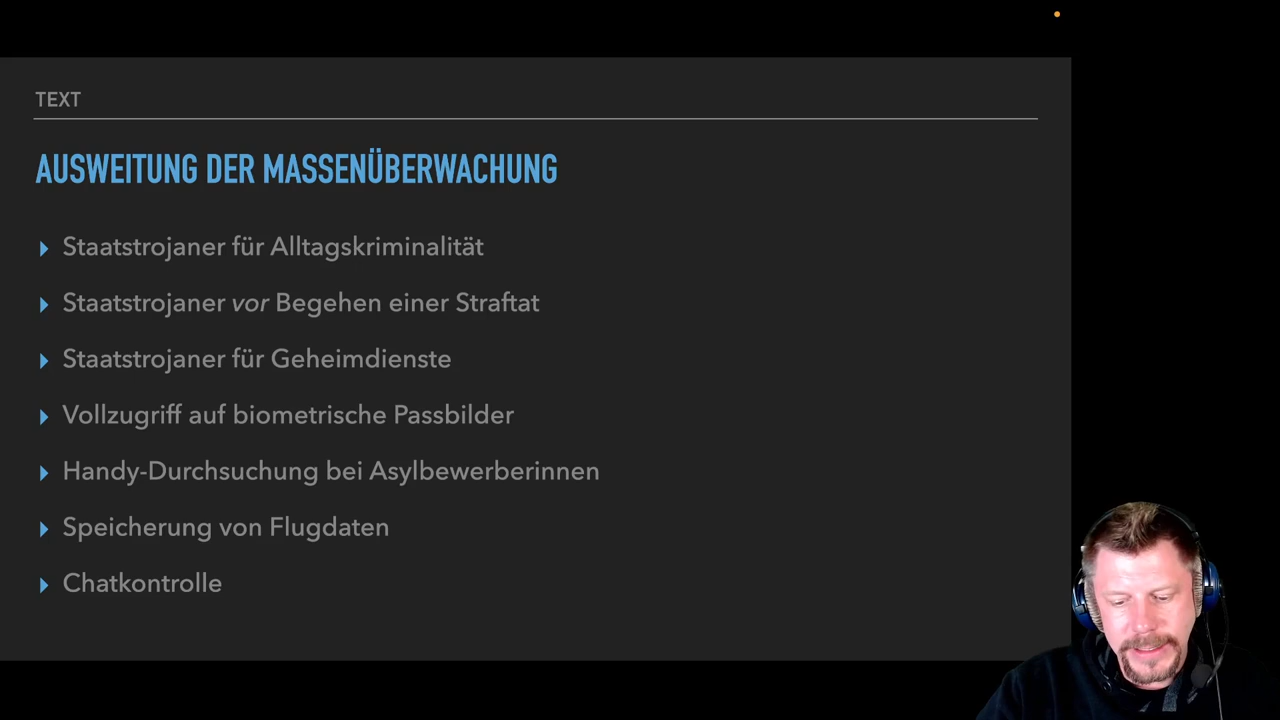 TEXT
AUSWEITUNG DER MASSENÜBERWACHUNG
Staatstrojaner für Alltagskriminalität
Staatstrojaner vor Begehen einer Straftat
Staatstrojaner für Geheimdienste
Vollzugriff auf biometrische Passbilder
Handy-Durchsuchung bei Asylbewerberinnen
Speicherung von Flugdaten
Chatkontrolle